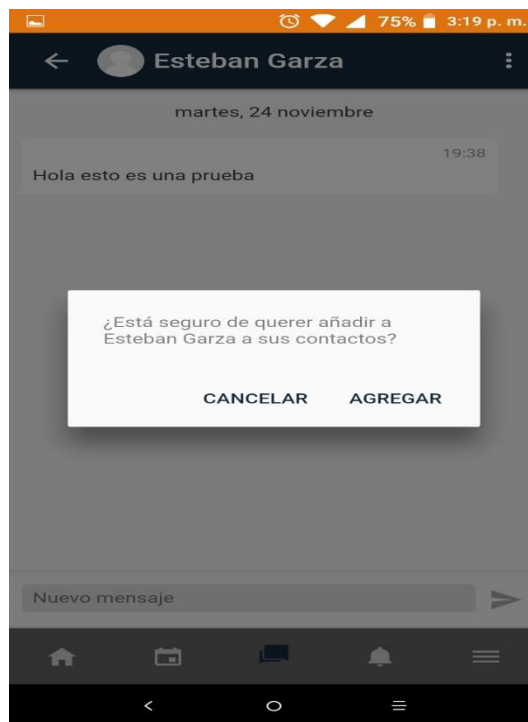 75% 3:19 p. m.
Esteban Garza
martes, 24 noviembre
19:38
Hola esto es una prueba
¿Está seguro de querer añadir a
Esteban Garza a sus contactos?
CANCELAR AGREGAR
Nuevo mensaje